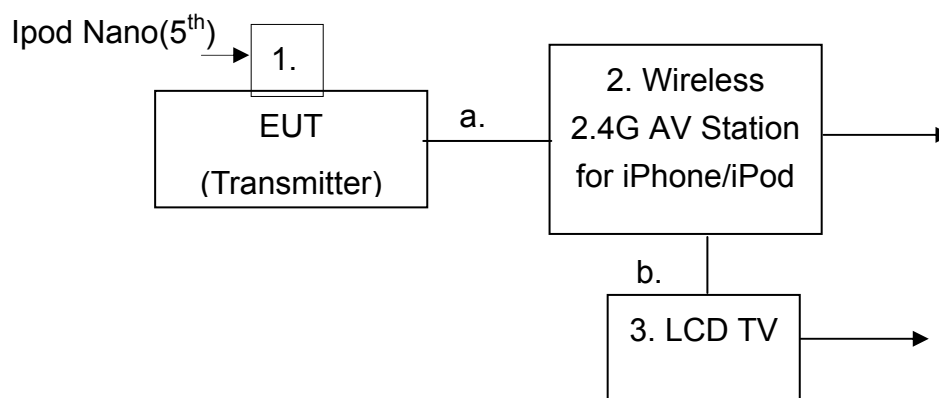 Ipod Nano(5th)
1.
EUT
(Transmitter)
a.
2. Wireless
2.4G AV Station
for iPhone/iPod
b.
3. LCD TV